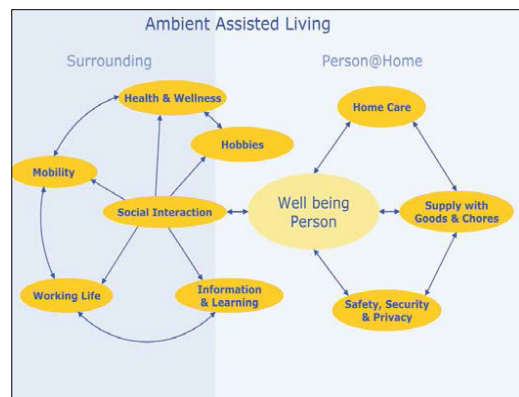 Ambient Assisted Living
Surrounding
Person@Home
Health & Wellness
Home Care
Hobbies
Mobility
Well being
Person
Social Interaction
Supply with
Goods & Chores
Working Life
Information
& Learning
Safety, Security
& Privacy